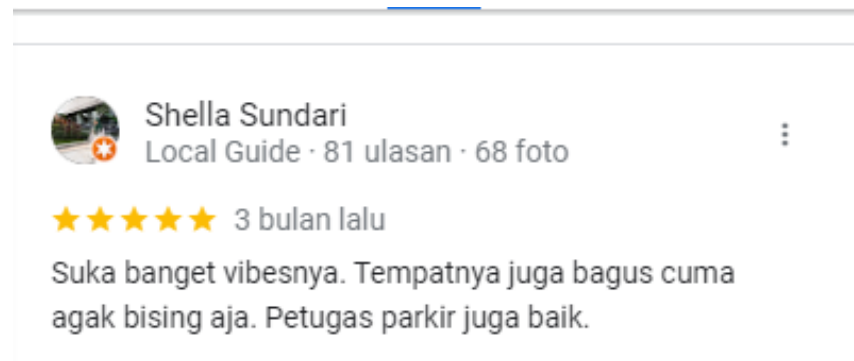 Shella Sundari
Local Guide · 81 ulasan · 68 foto
3 bulan lalu
Suka banget vibesnya. Tempatnya juga bagus cuma
agak bising aja. Petugas parkir juga baik.